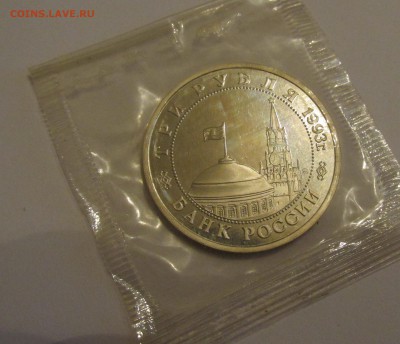 COINS.LAVE.RU
ТРИ РУБЛЯ 1993г.
БАНК РОССИИ